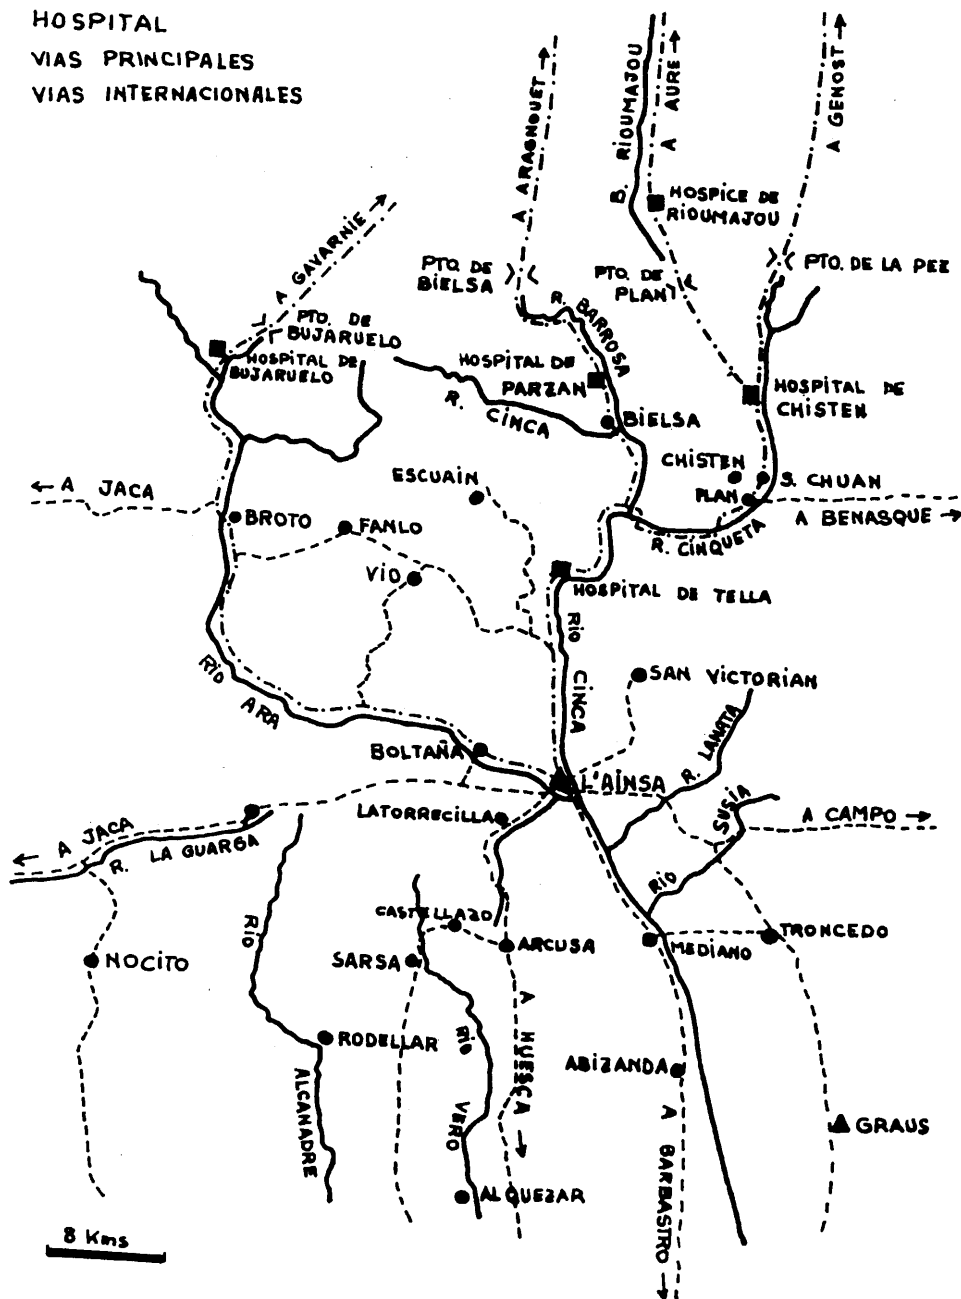 HOSPITAL
VIAS PRINCIPALES
VIAS INTERNACIONALES
A ARAGNOUET
B. RIOUMAJOU
A AURE
A GENOST
HOSPICE DE
RIOUMAJOU
A GAVARNIE
PTO. DE
BIELSA
PTO. DE
PLAN
PTO. DE LA PEZ
R. BARROSA
PTO. DE
BUJARUELO
HOSPITAL DE
BUJARUELO
HOSPITAL DE
PARZAN
R. CINCA
BIELSA
HOSPITAL DE
CHISTEN
CHISTEN
S. CHUAN
PLAN
A BENASQUE
R. CINQUETA
ESCUAIN
A JACA
BROTO
FANLO
VIO
HOSPITAL DE TELLA
RIO CINCA
SAN VICTORIAN
RIO ARA
R. LANATA
BOLTAÑA
L'AINSA
RIO SUSIA
LATORRECILLA
A CAMPO
A JACA
R. LA GUARGA
CASTELLAZO
ARCUSA
MEDIANO
TRONCEDO
NOCITO
SARSA
RIO ALCANADRE
RODELLAR
RIO VERO
A HUESCA
ABIZANDA
GRAUS
A BARBASTRO
ALQUEZAR
8 Kms